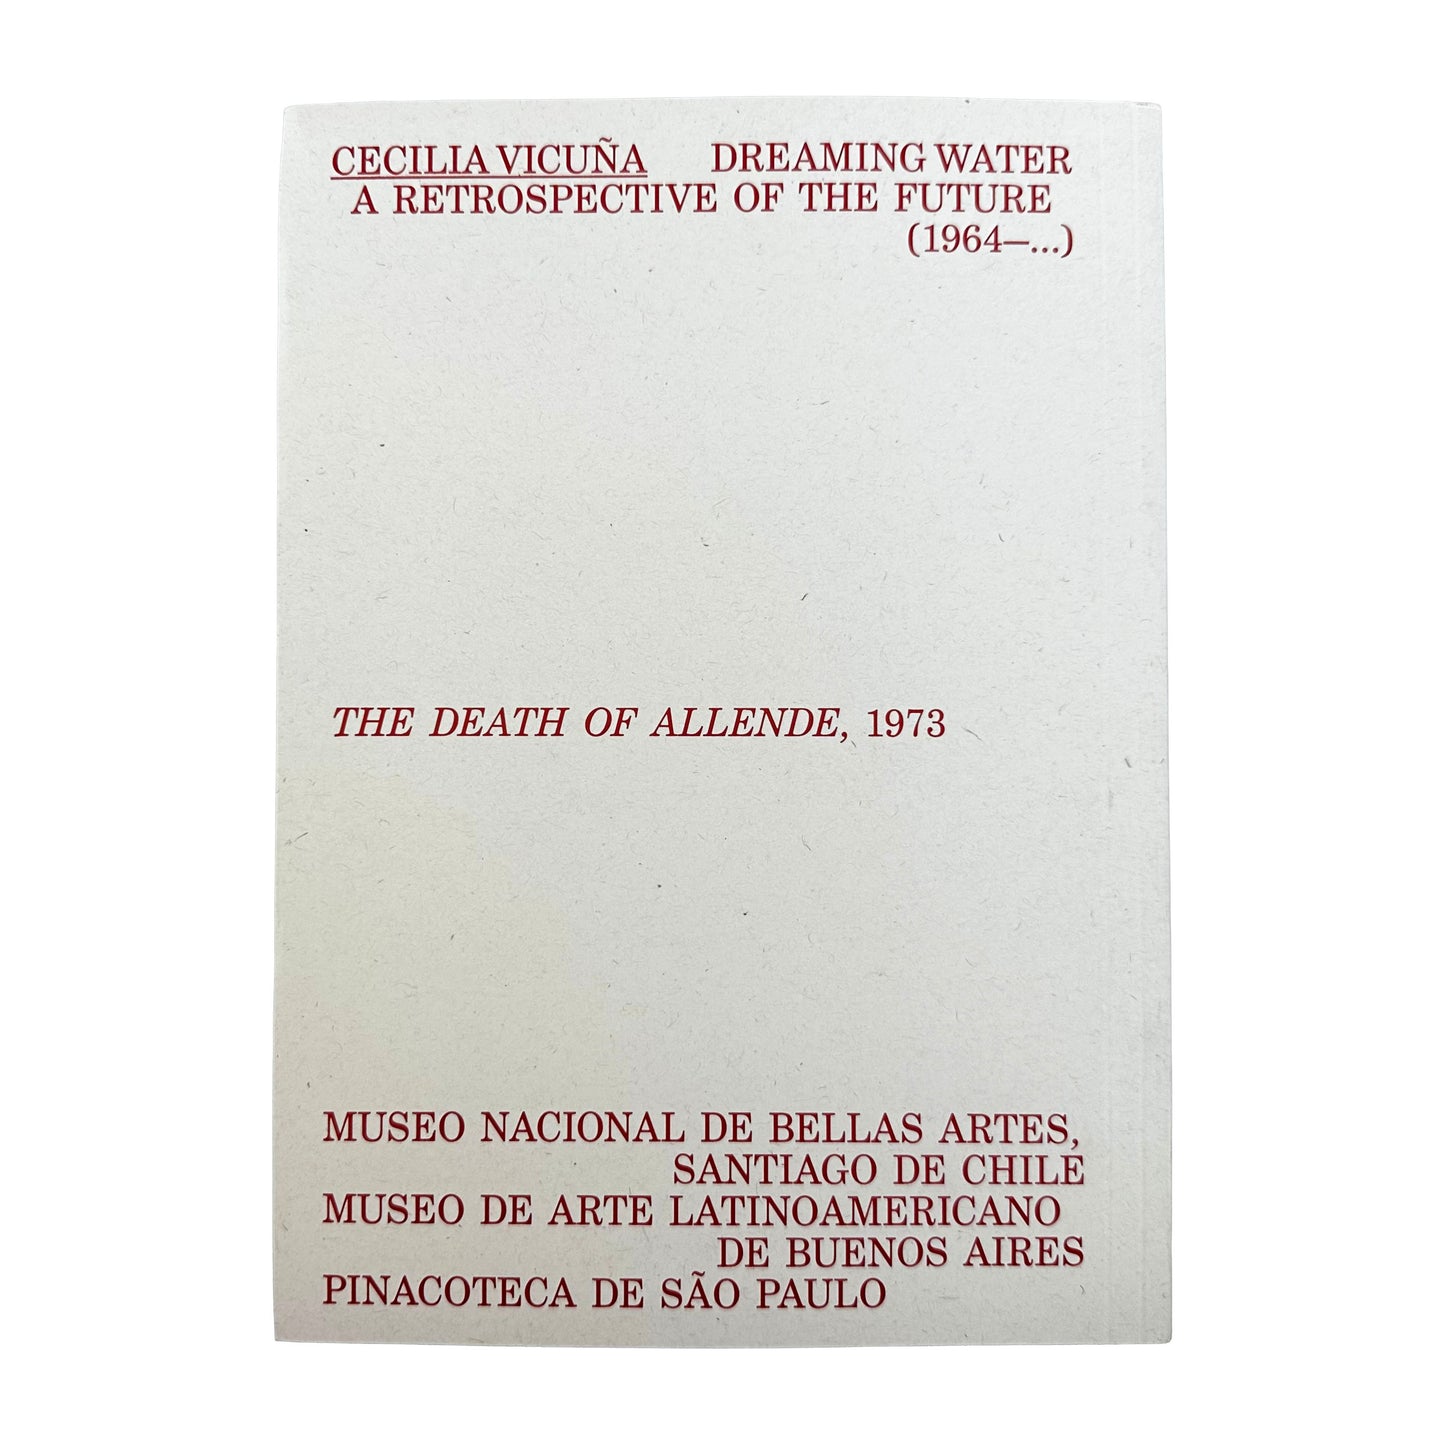 CECILIA VICUÑA DREAMING WATER
A RETROSPECTIVE OF THE FUTURE
(1964—...)
THE DEATH OF ALLENDE, 1973
MUSEO NACIONAL DE BELLAS ARTES,
SANTIAGO DE CHILE
MUSEO DE ARTE LATINOAMERICANO
DE BUENOS AIRES
PINACOTECA DE SÃO PAULO